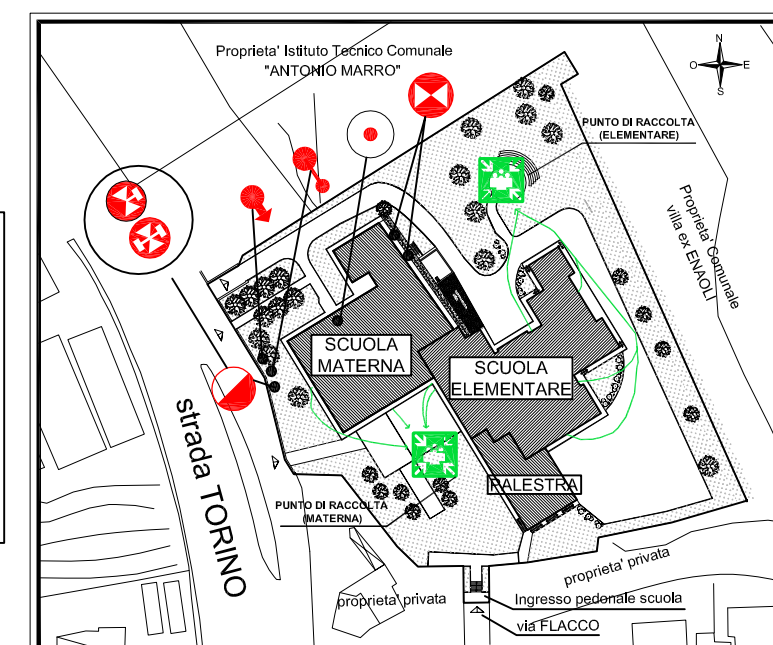 Proprieta' Istituto Tecnico Comunale
"ANTONIO MARRO"
N
O
E
S
PUNTO DI RACCOLTA
(ELEMENTARE)
Proprieta' Comunale
villa ex ENAOLI
SCUOLA
MATERNA
SCUOLA
ELEMENTARE
strada TORINO
PALESTRA
PUNTO DI RACCOLTA
(MATERNA)
proprieta' privata
proprieta' privata
Ingresso pedonale scuola
via FLACCO